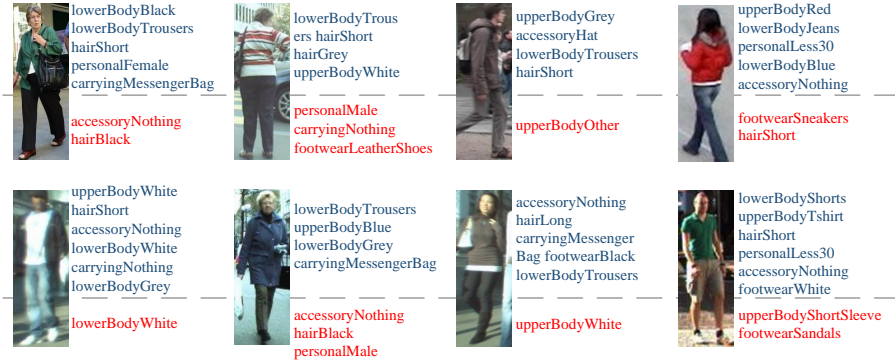 lowerBodyBlack
lowerBodyTrousers
hairShort
personalFemale
carryingMessengerBag
accessoryNothing
hairBlack
lowerBodyTrous
ers hairShort
hairGrey
upperBodyWhite
personalMale
carryingNothing
footwearLeatherShoes
upperBodyGrey
accessoryHat
lowerBodyTrousers
hairShort
upperBodyOther
upperBodyRed
lowerBodyJeans
personalLess30
lowerBodyBlue
accessoryNothing
footwearSneakers
hairShort
upperBodyWhite
hairShort
accessoryNothing
lowerBodyWhite
carryingNothing
lowerBodyGrey
lowerBodyWhite
lowerBodyTrousers
upperBodyBlue
lowerBodyGrey
carryingMessengerBag
accessoryNothing
hairBlack
personalMale
accessoryNothing
hairLong
carryingMessenger
Bag footwearBlack
lowerBodyTrousers
upperBodyWhite
lowerBodyShorts
upperBodyTshirt
hairShort
personalLess30
accessoryNothing
footwearWhite
upperBodyShortSleeve
footwearSandals